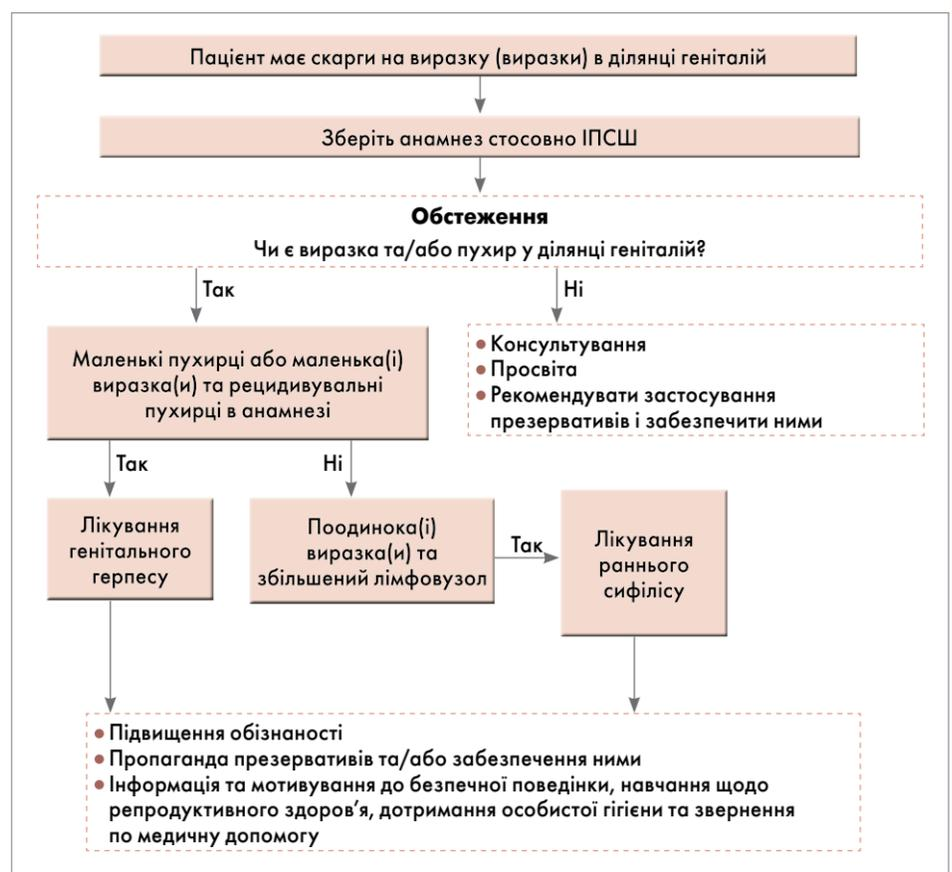 Пацієнт має скарги на виразку (виразки) в ділянці геніталій
Зберіть анамнез стосовно ІПСШ
Обстеження
Чи є виразка та/або пухир у ділянці геніталій?
Так
Ні
Маленькі пухирці або маленька(і)
виразка(и) та рецидивувальні
пухирці в анамнезі
● Консультування
● Просвіта
● Рекомендувати застосування
презервативів і забезпечити ними
Так
Ні
Лікування
генітального
герпесу
Поодинока(і)
виразка(и) та
збільшений лімфовузол
Так
Лікування
раннього
сифілісу
● Підвищення обізнаності
● Пропаганда презервативів та/або забезпечення ними
● Інформація та мотивування до безпечної поведінки, навчання щодо
репродуктивного здоров’я, дотримання особистої гігієни та звернення
по медичну допомогу